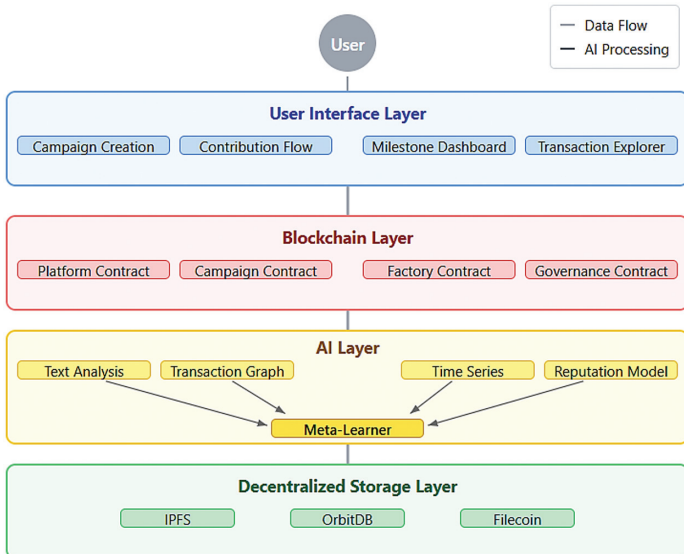 User
Data Flow
AI Processing
User Interface Layer
Campaign Creation
Contribution Flow
Milestone Dashboard
Transaction Explorer
Blockchain Layer
Platform Contract
Campaign Contract
Factory Contract
Governance Contract
AI Layer
Text Analysis
Transaction Graph
Time Series
Reputation Model
Meta-Learner
Decentralized Storage Layer
IPFS
OrbitDB
Filecoin